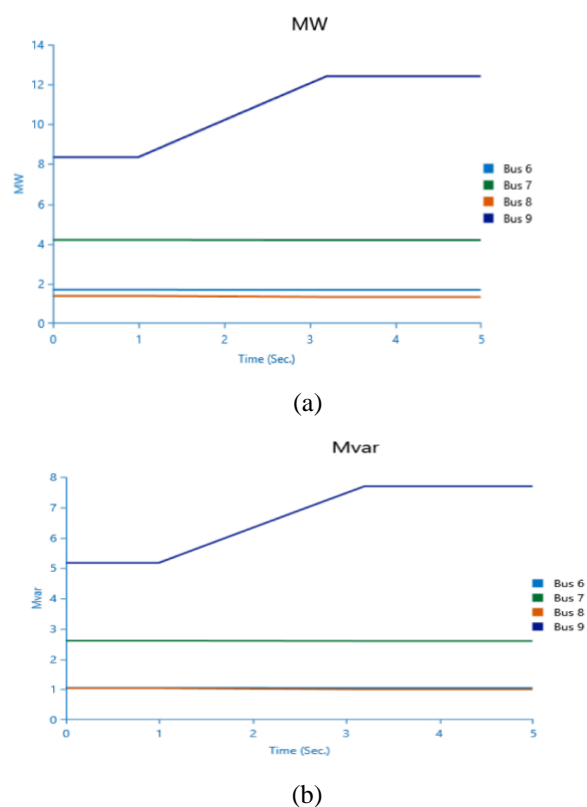 MW
14
12
10
8
6
4
2
0
MW
0 1 2 3 4 5
Time (Sec.)
Bus 6
Bus 7
Bus 8
Bus 9
(a)
Mvar
8
7
6
5
4
3
2
1
0
Mvar
0 1 2 3 4 5
Time (Sec.)
Bus 6
Bus 7
Bus 8
Bus 9
(b)